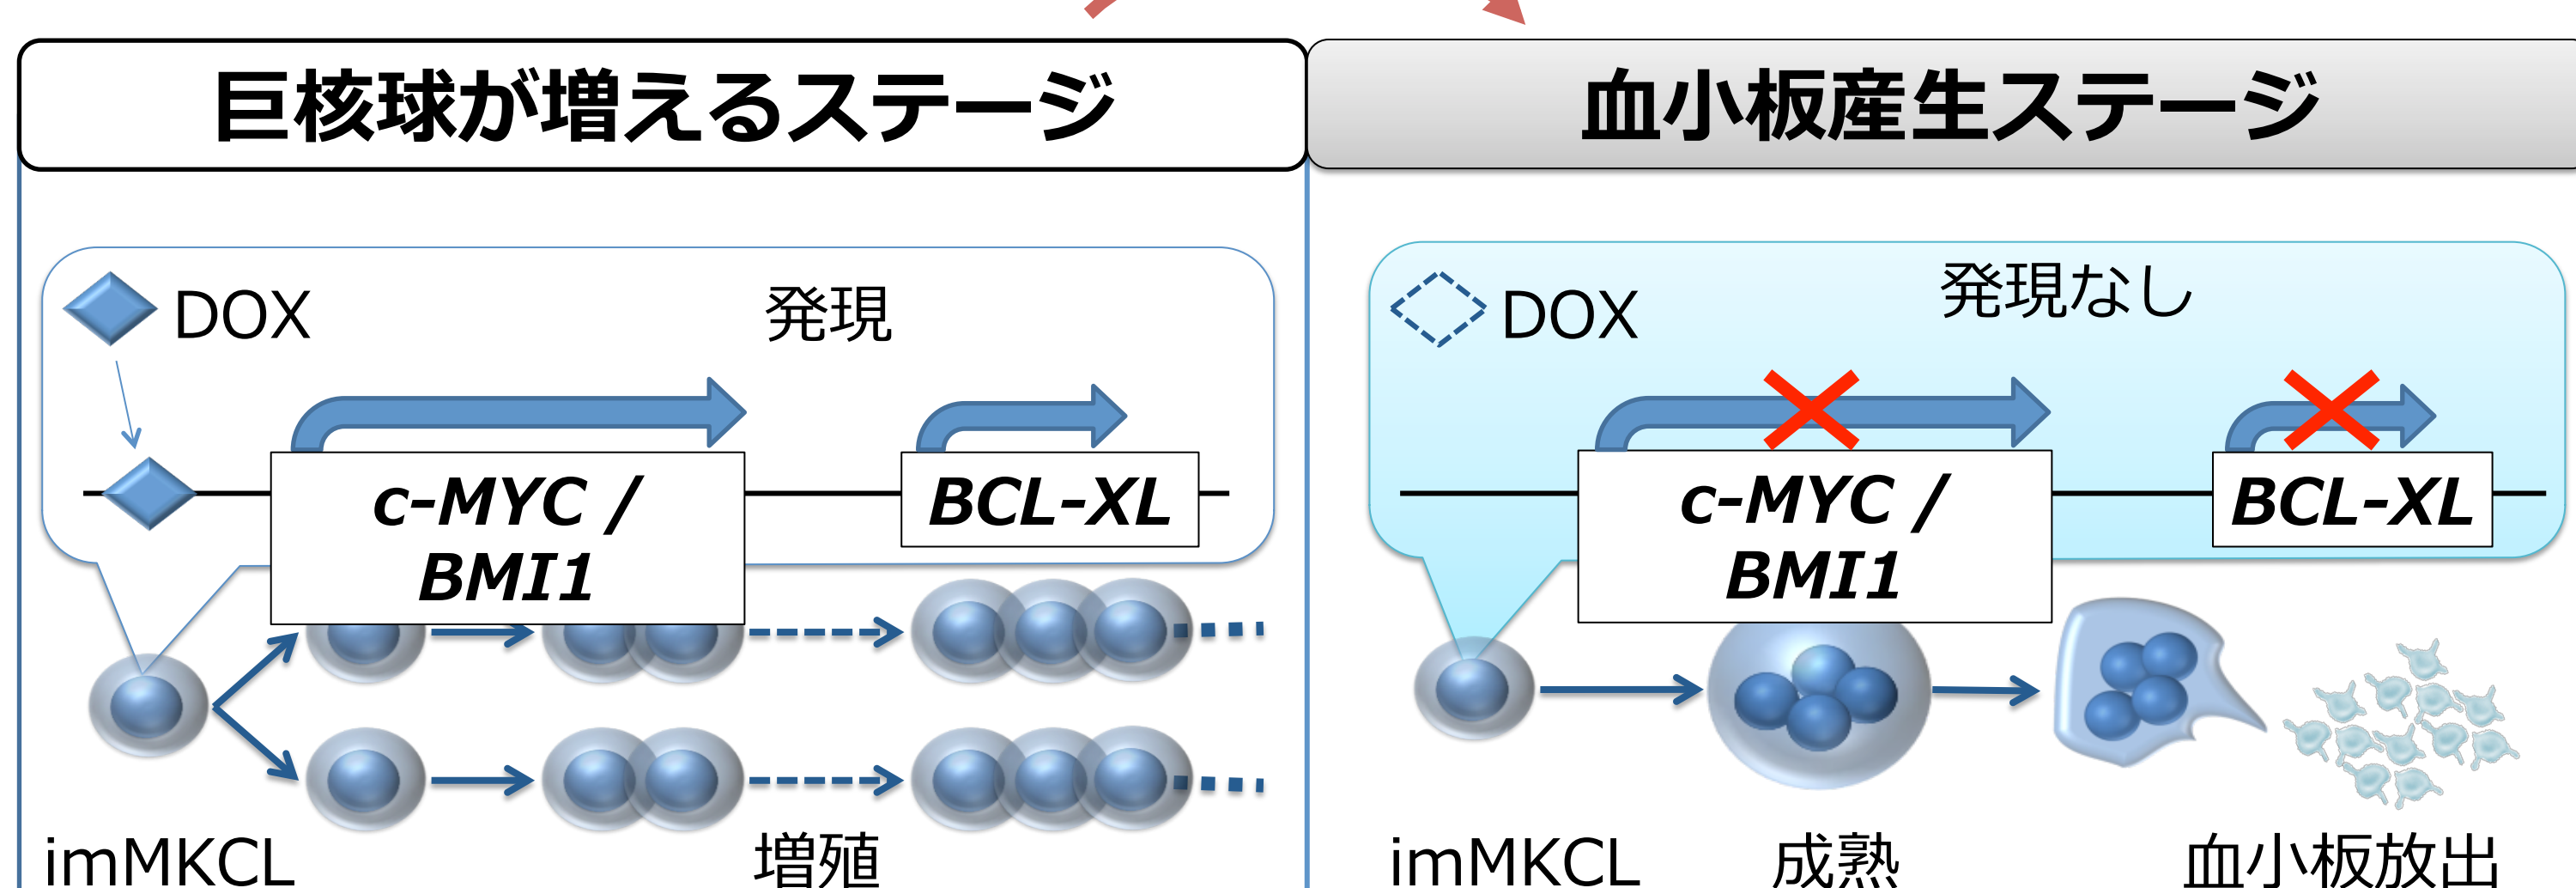 巨核球が増えるステージ
DOX
発現
c-MYC /
BMI1
BCL-XL
imMKCL
増殖
血小板産生ステージ
DOX
発現なし
c-MYC /
BMI1
BCL-XL
imMKCL
成熟
血小板放出